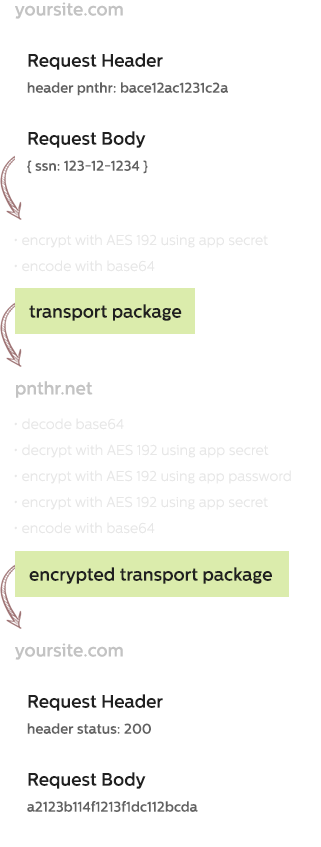 yoursite.com
Request Header
header pnthr: bace12ac1231c2a
Request Body
{ ssn: 123-12-1234 }
· encrypt with AES 192 using app secret
· encode with base64
transport package
pnthr.net
· decode base64
· decrypt with AES 192 using app secret
· encrypt with AES 192 using app password
· encrypt with AES 192 using app secret
· encode with base64
encrypted transport package
yoursite.com
Request Header
header status: 200
Request Body
a2123b114f1213f1dc112bcda